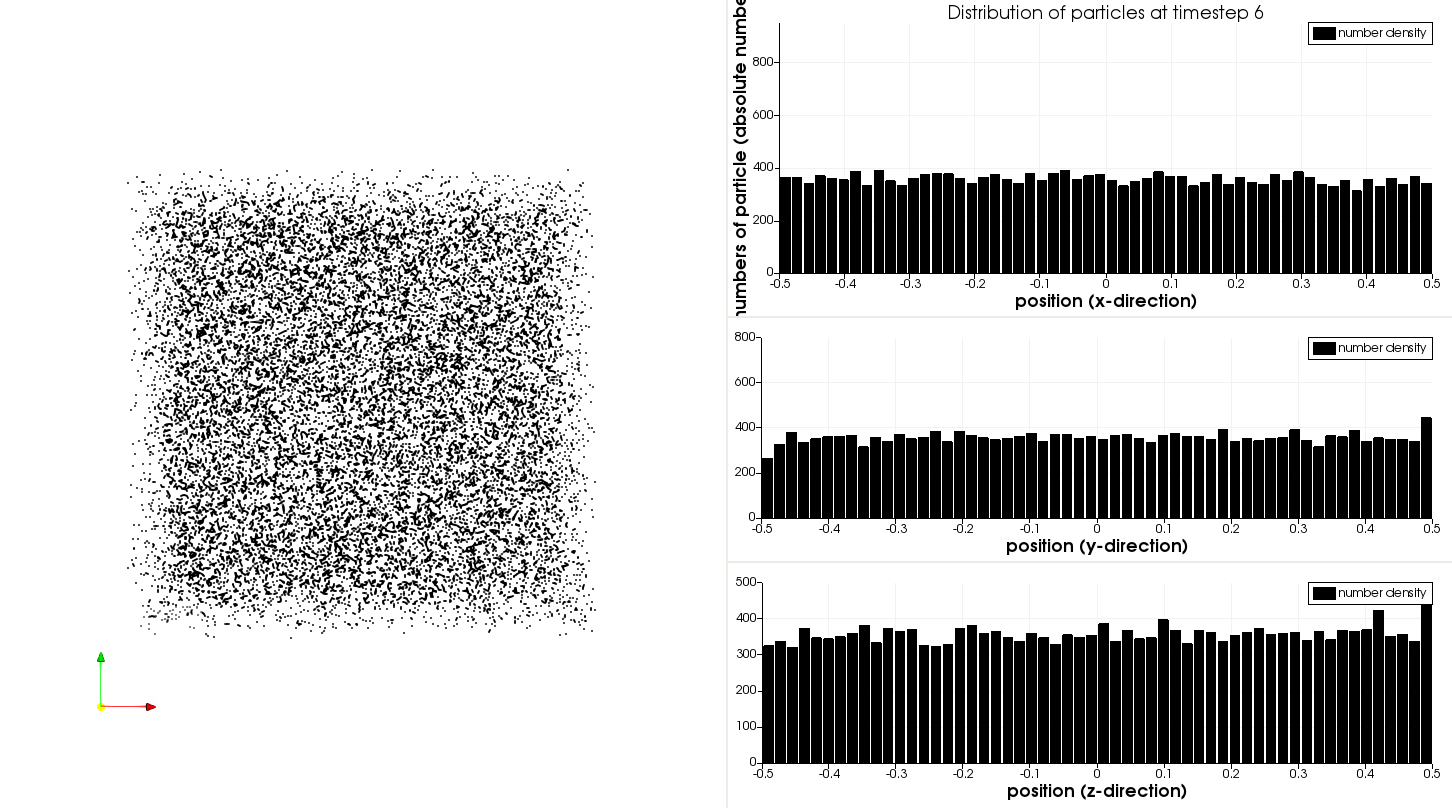 Distribution of particles at timestep 6
numbers of particle (absolute numbe
number density
800
600
400
200
0
-0.5 -0.4 -0.3 -0.2 -0.1 0 0.1 0.2 0.3 0.4 0.5
position (x-direction)
number density
800
600
400
200
0
-0.5 -0.4 -0.3 -0.2 -0.1 0 0.1 0.2 0.3 0.4 0.5
position (y-direction)
number density
500
400
300
200
100
0
-0.5 -0.4 -0.3 -0.2 -0.1 0 0.1 0.2 0.3 0.4 0.5
position (z-direction)